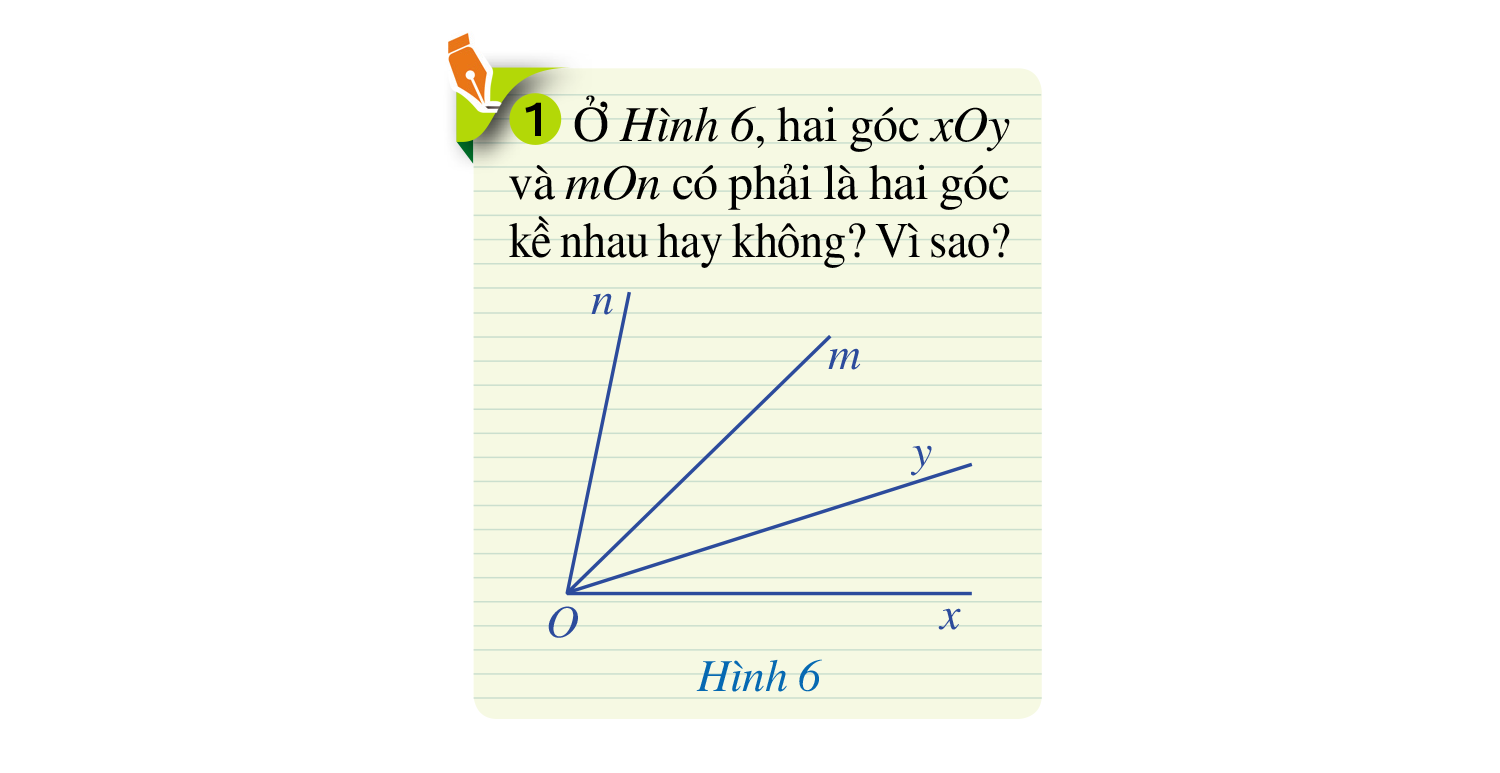 1 Ở Hình 6, hai góc xOy
và mOn có phải là hai góc
kề nhau hay không? Vì sao?
n
m
y
O
x
Hình 6